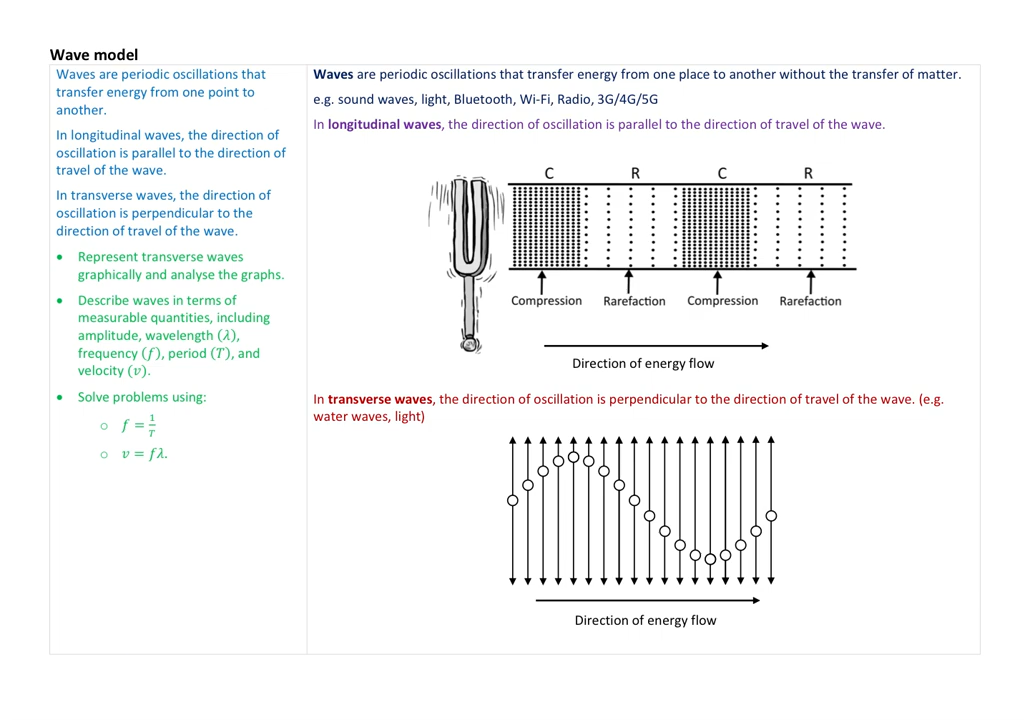 Wave model
Waves are periodic oscillations that
transfer energy from one point to
another.
In longitudinal waves, the direction of
oscillation is parallel to the direction of
travel of the wave.
In transverse waves, the direction of
oscillation is perpendicular to the
direction of travel of the wave.
• Represent transverse waves
graphically and analyse the graphs.
• Describe waves in terms of
measurable quantities, including
amplitude, wavelength (λ),
frequency (f), period (T), and
velocity (v).
• Solve problems using:
○ f = 1/T
○ v = fλ.
Waves are periodic oscillations that transfer energy from one place to another without the transfer of matter.
e.g. sound waves, light, Bluetooth, Wi-Fi, Radio, 3G/4G/5G
In longitudinal waves, the direction of oscillation is parallel to the direction of travel of the wave.
C R C R
Compression Rarefaction Compression Rarefaction
Direction of energy flow
In transverse waves, the direction of oscillation is perpendicular to the direction of travel of the wave. (e.g.
water waves, light)
Direction of energy flow